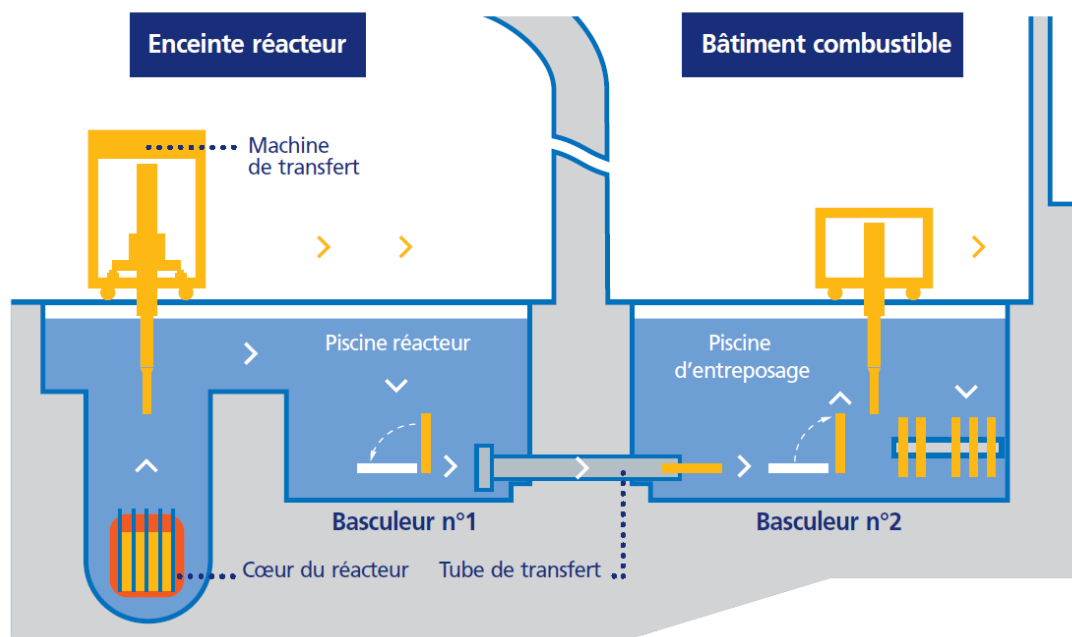 Enceinte réacteur
Bâtiment combustible
Machine
de transfert
Piscine réacteur
Piscine
d'entreposage
Basculeur n°1
Basculeur n°2
Cœur du réacteur
Tube de transfert